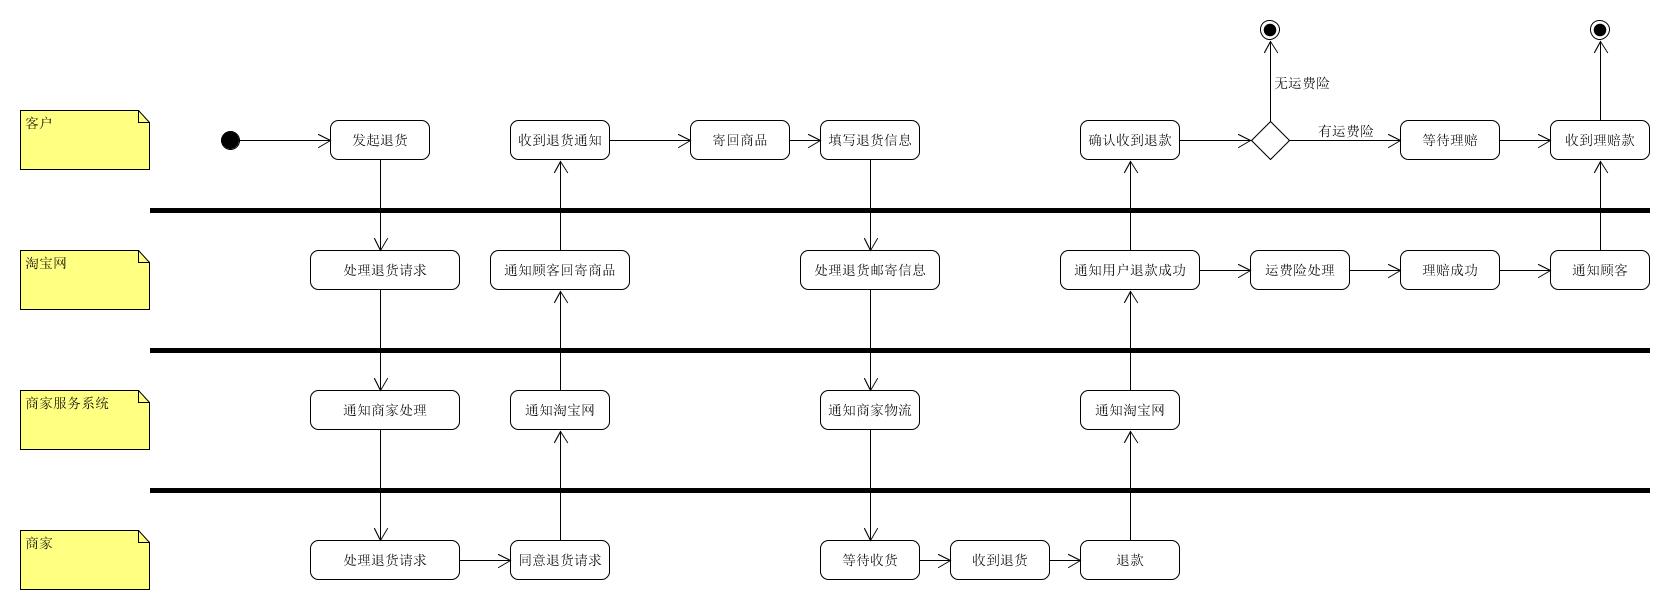 无运费险
客户
发起退货
收到退货通知
寄回商品
填写退货信息
确认收到退款
有运费险
等待理赔
收到理赔款
淘宝网
处理退货请求
通知顾客回寄商品
处理退货邮寄信息
通知用户退款成功
运费险处理
理赔成功
通知顾客
商家服务系统
通知商家处理
通知淘宝网
通知商家物流
通知淘宝网
商家
处理退货请求
同意退货请求
等待收货
收到退货
退款